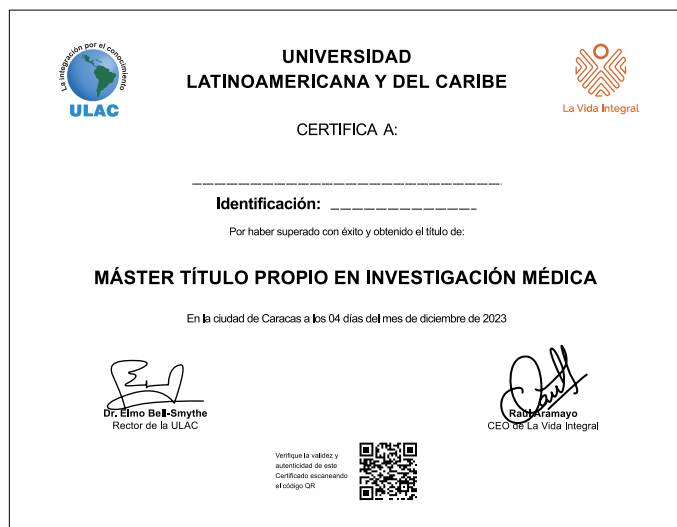 La integración por el conocimiento
ULAC
UNIVERSIDAD
LATINOAMERICANA Y DEL CARIBE
La Vida Integral
CERTIFICA A:
Identificación:
Por haber superado con éxito y obtenido el título de:
MÁSTER TÍTULO PROPIO EN INVESTIGACIÓN MÉDICA
En la ciudad de Caracas a los 04 días del mes de diciembre de 2023
Dr. Elmo Bell-Smythe
Rector de la ULAC
Raúl Aramayo
CEO de La Vida Integral
Verifique la validez y
autenticidad de este
Certificado escaneando
el código QR